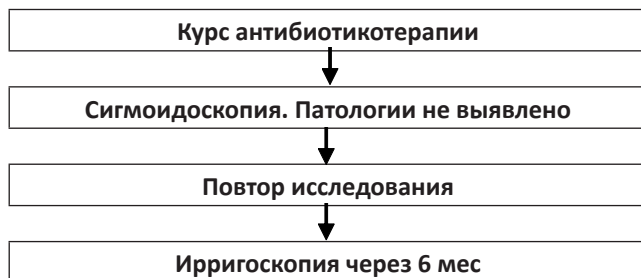 Курс антибиотикотерапии
Сигмоидоскопия. Патологии не выявлено
Повтор исследования
Ирригоскопия через 6 мес